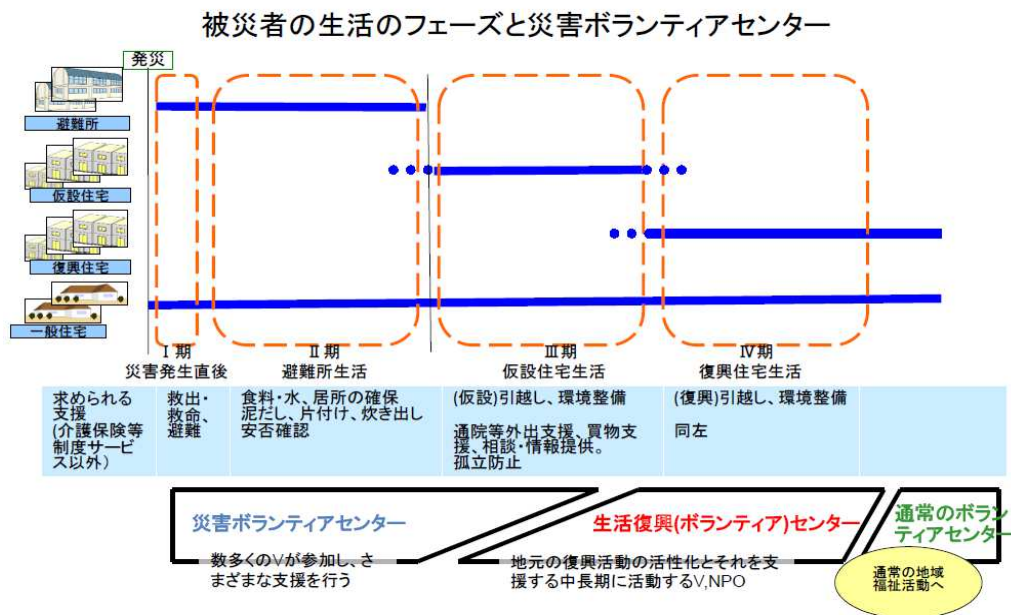 被災者の生活のフェーズと災害ボランティアセンター
発災
避難所
仮設住宅
復興住宅
一般住宅
Ⅰ期
災害発生直後
Ⅱ期
避難所生活
Ⅲ期
仮設住宅生活
Ⅳ期
復興住宅生活
求められる
支援
(介護保険等
制度サービ
ス以外)
救出・
救命、
避難
食料・水、居所の確保
泥だし、片付け、炊き出し
安否確認
(仮設)引越し、環境整備
通院等外出支援、買物支
援、相談・情報提供。
孤立防止
(復興)引越し、環境整備
同左
災害ボランティアセンター
数多くのVが参加し、さ
まざまな支援を行う
生活復興(ボランティア)センター
地元の復興活動の活性化とそれを支
援する中長期に活動するV,NPO
通常のボラン
ティアセンター
通常の地域
福祉活動へ